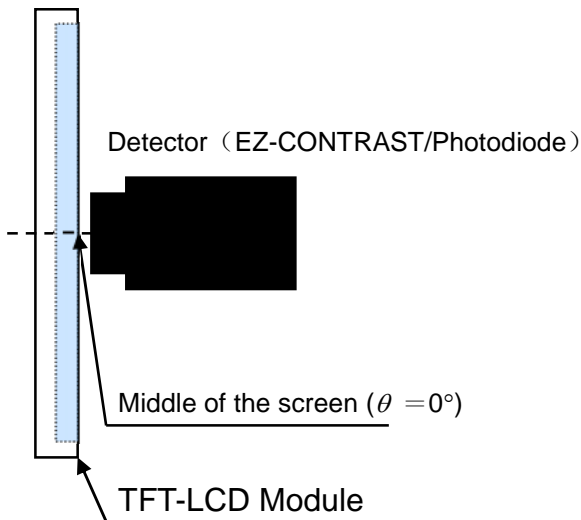 Detector（EZ-CONTRAST/Photodiode）
Middle of the screen (θ =0°)
TFT-LCD Module